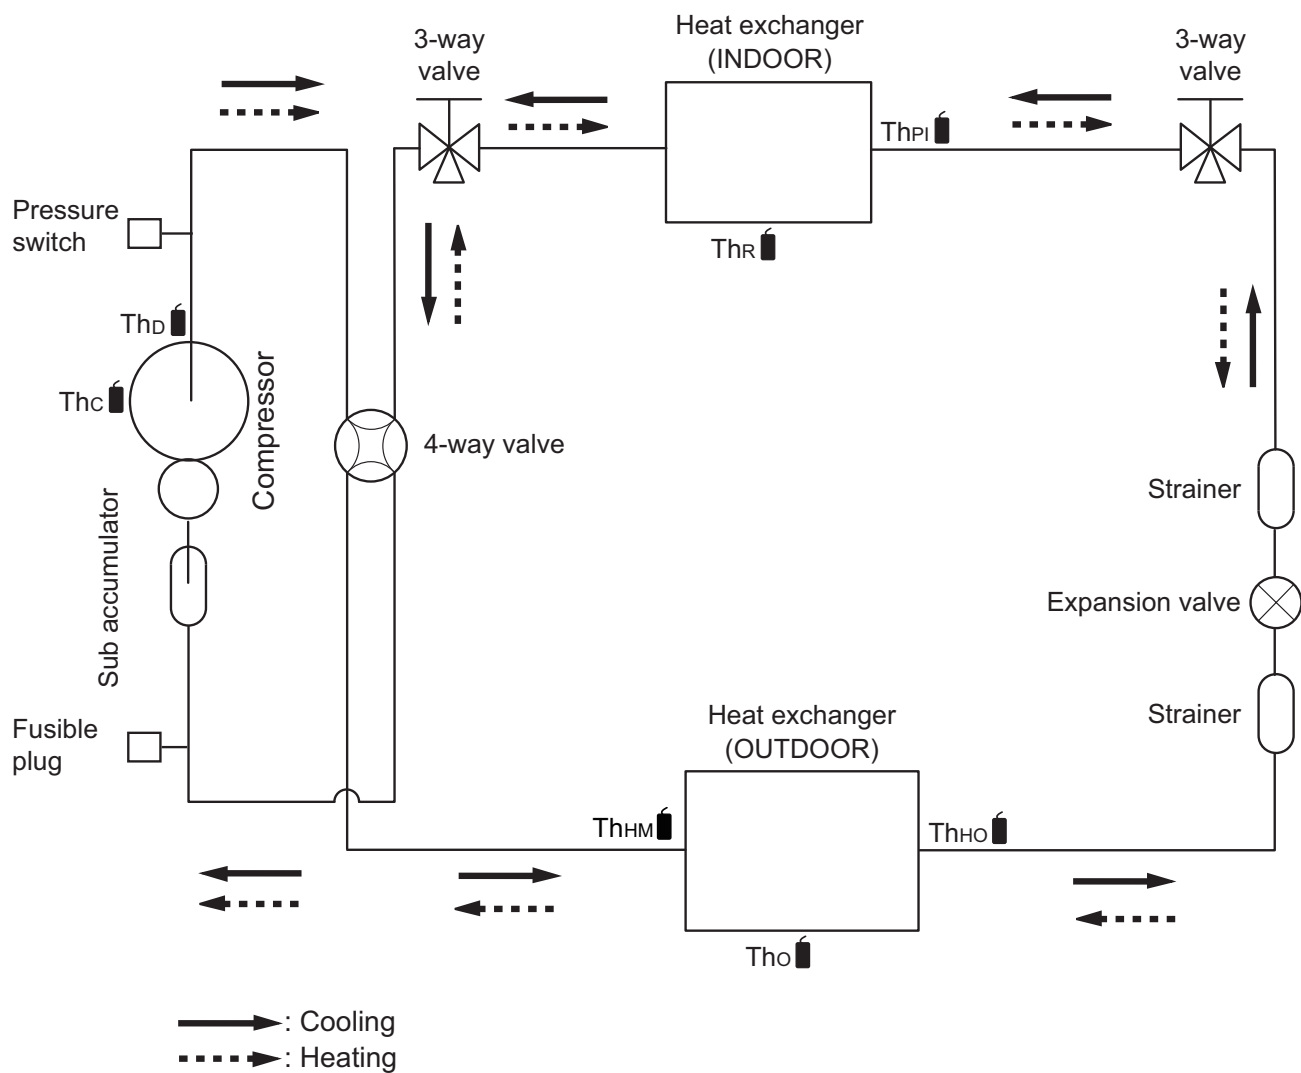 Heat exchanger
(INDOOR)
3-way
valve
3-way
valve
ThPI
ThR
Pressure
switch
ThD
ThC
Compressor
4-way valve
Sub accumulator
Strainer
Expansion valve
Strainer
Fusible
plug
Heat exchanger
(OUTDOOR)
ThHM
ThHO
ThO
: Cooling
: Heating